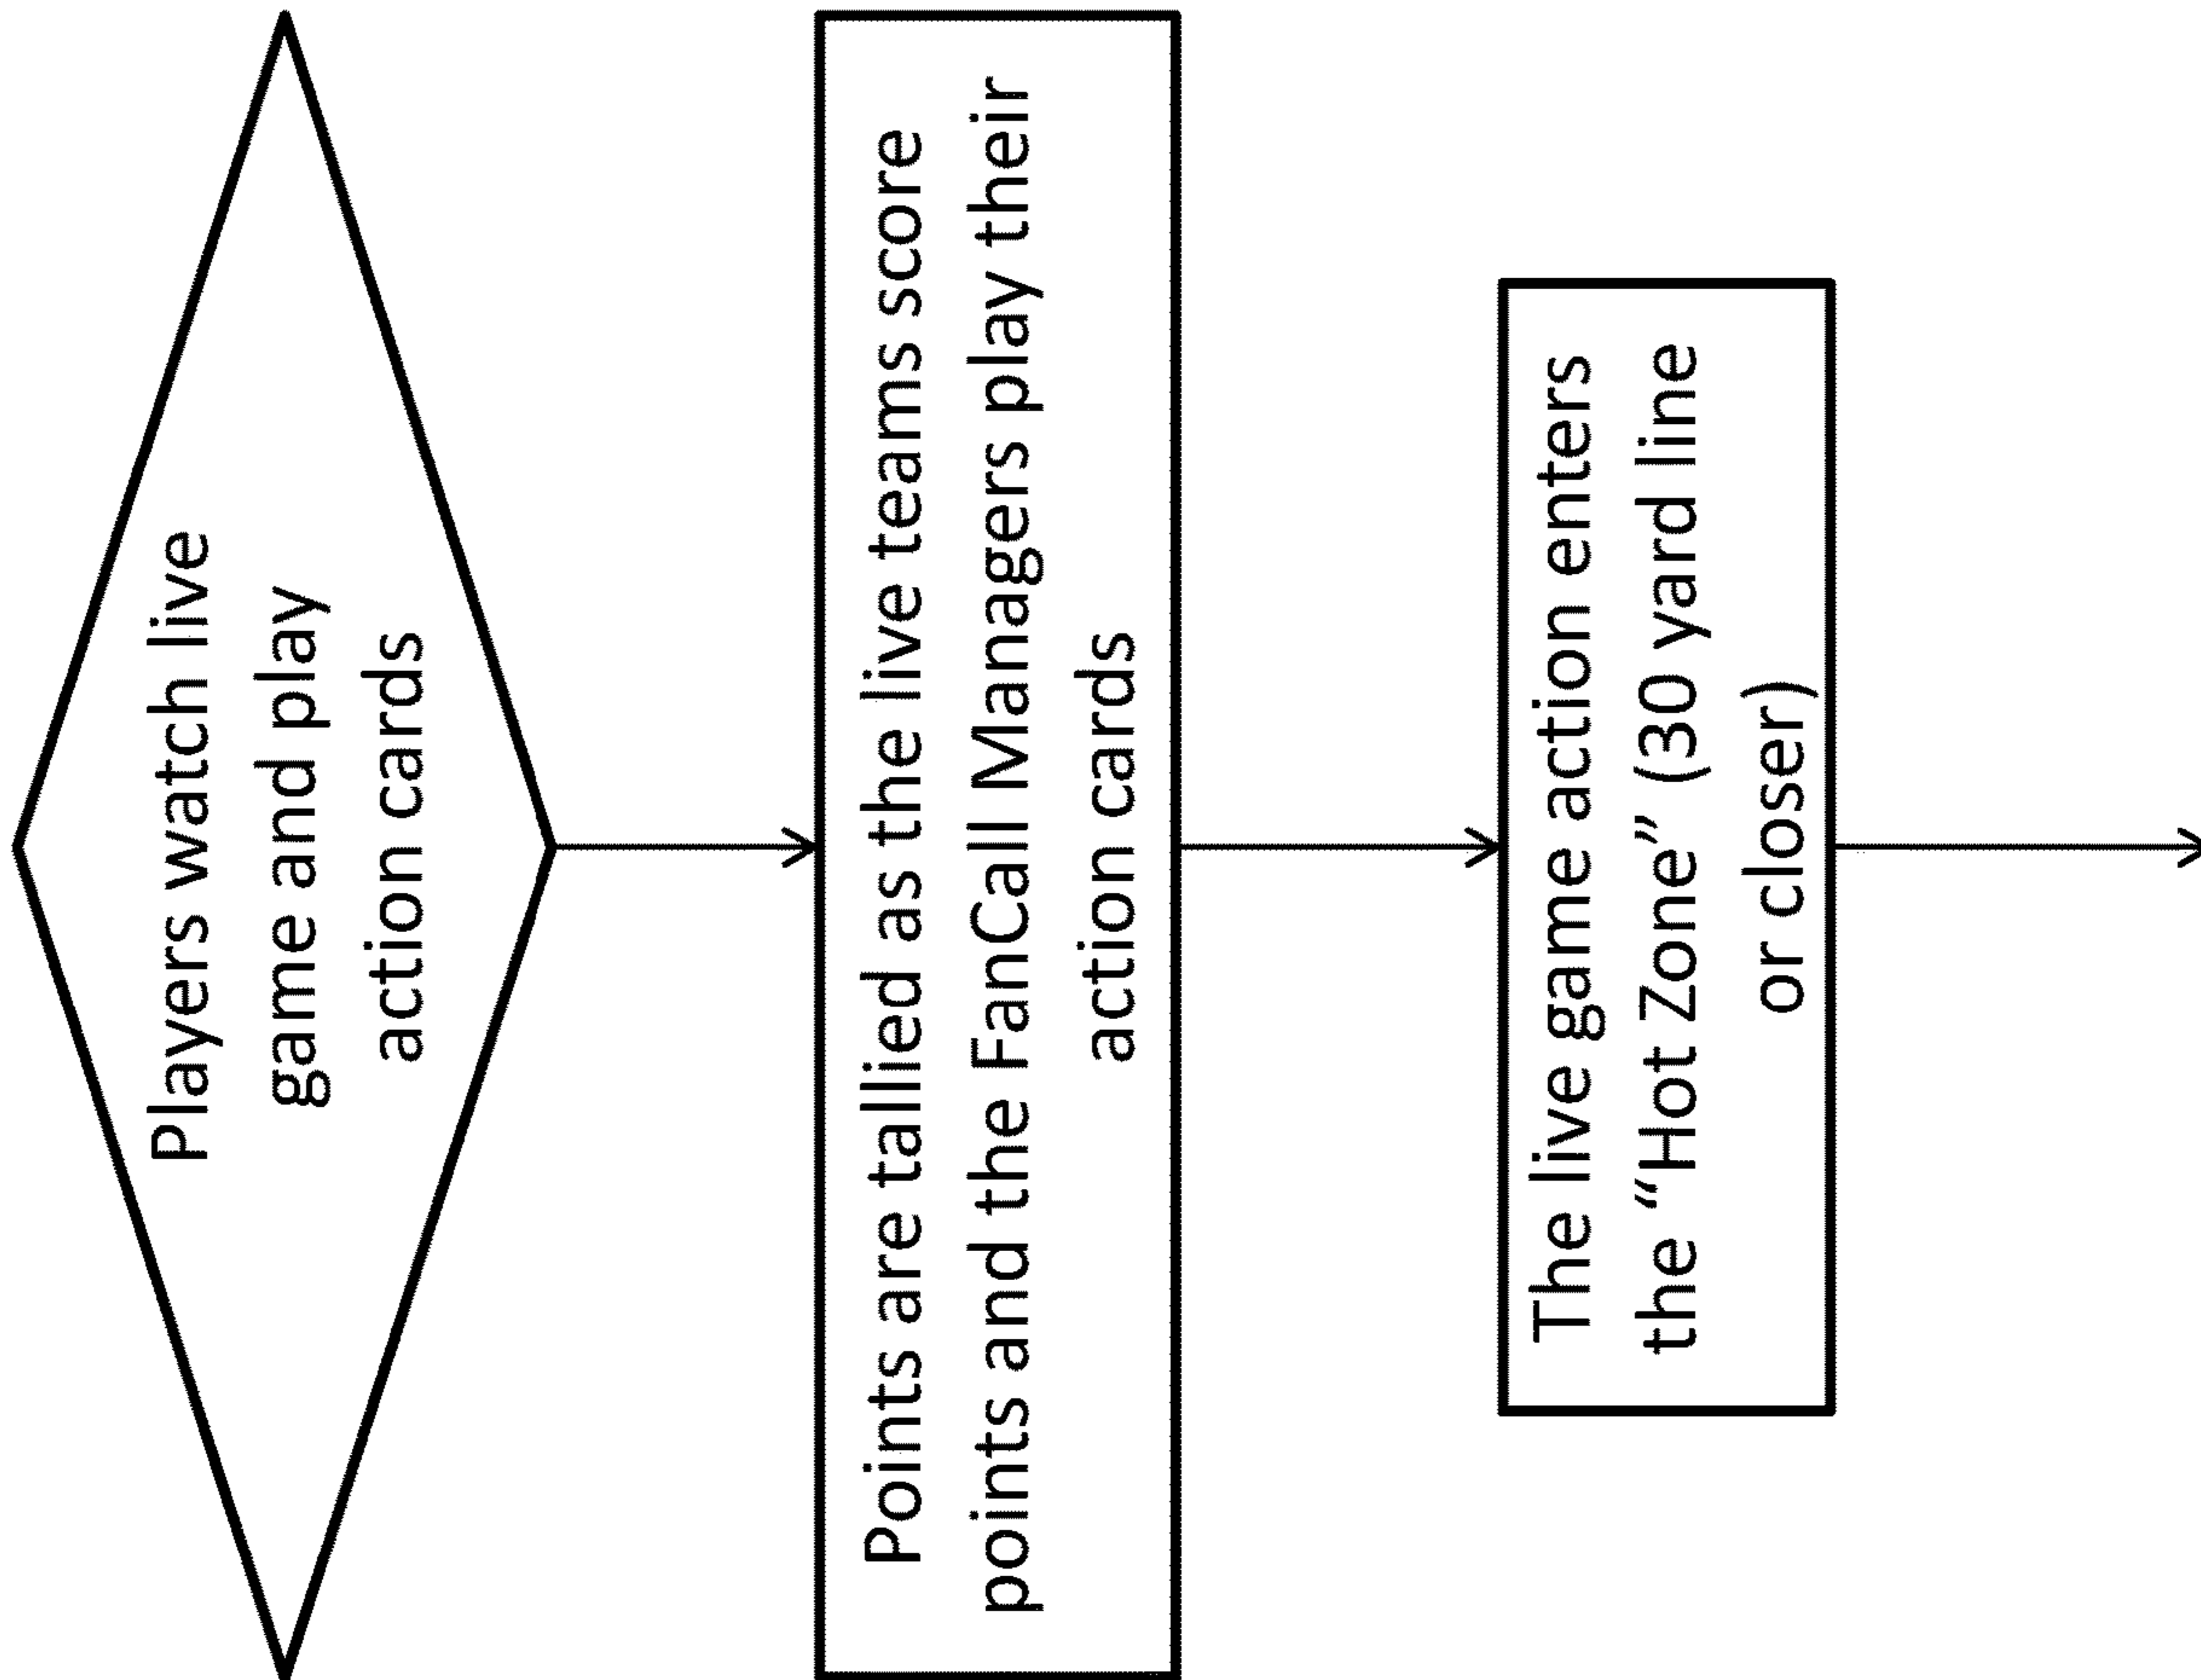 Players watch live
game and play
action cards
Points are tallied as the live teams score
points and the FanCall Managers play their
action cards
The live game action enters
the “Hot Zone” (30 yard line
or closer)